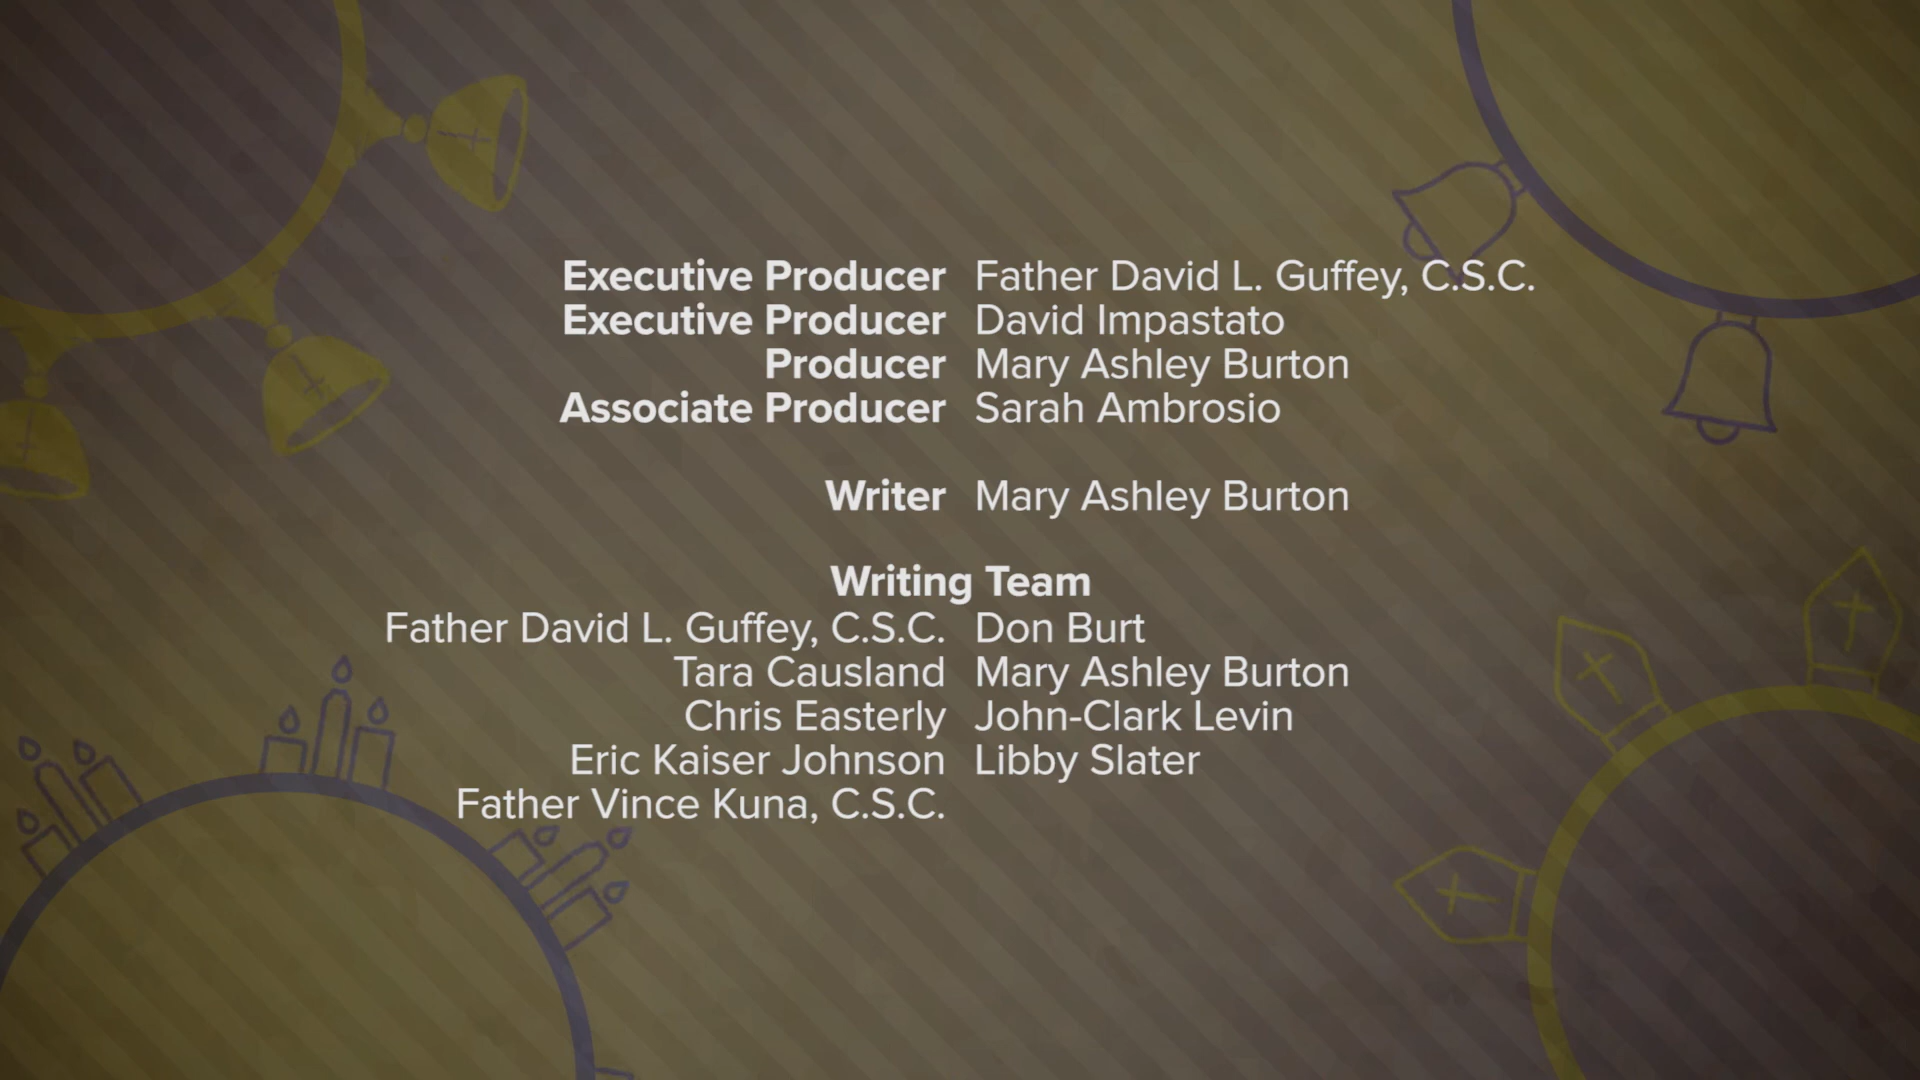 Executive Producer Father David L. Guffey, C.S.C.
Executive Producer David Impastato
Producer Mary Ashley Burton
Associate Producer Sarah Ambrosio
Writer Mary Ashley Burton
Writing Team
Father David L. Guffey, C.S.C. Don Burt
Tara Causland Mary Ashley Burton
Chris Easterly John-Clark Levin
Eric Kaiser Johnson Libby Slater
Father Vince Kuna, C.S.C.